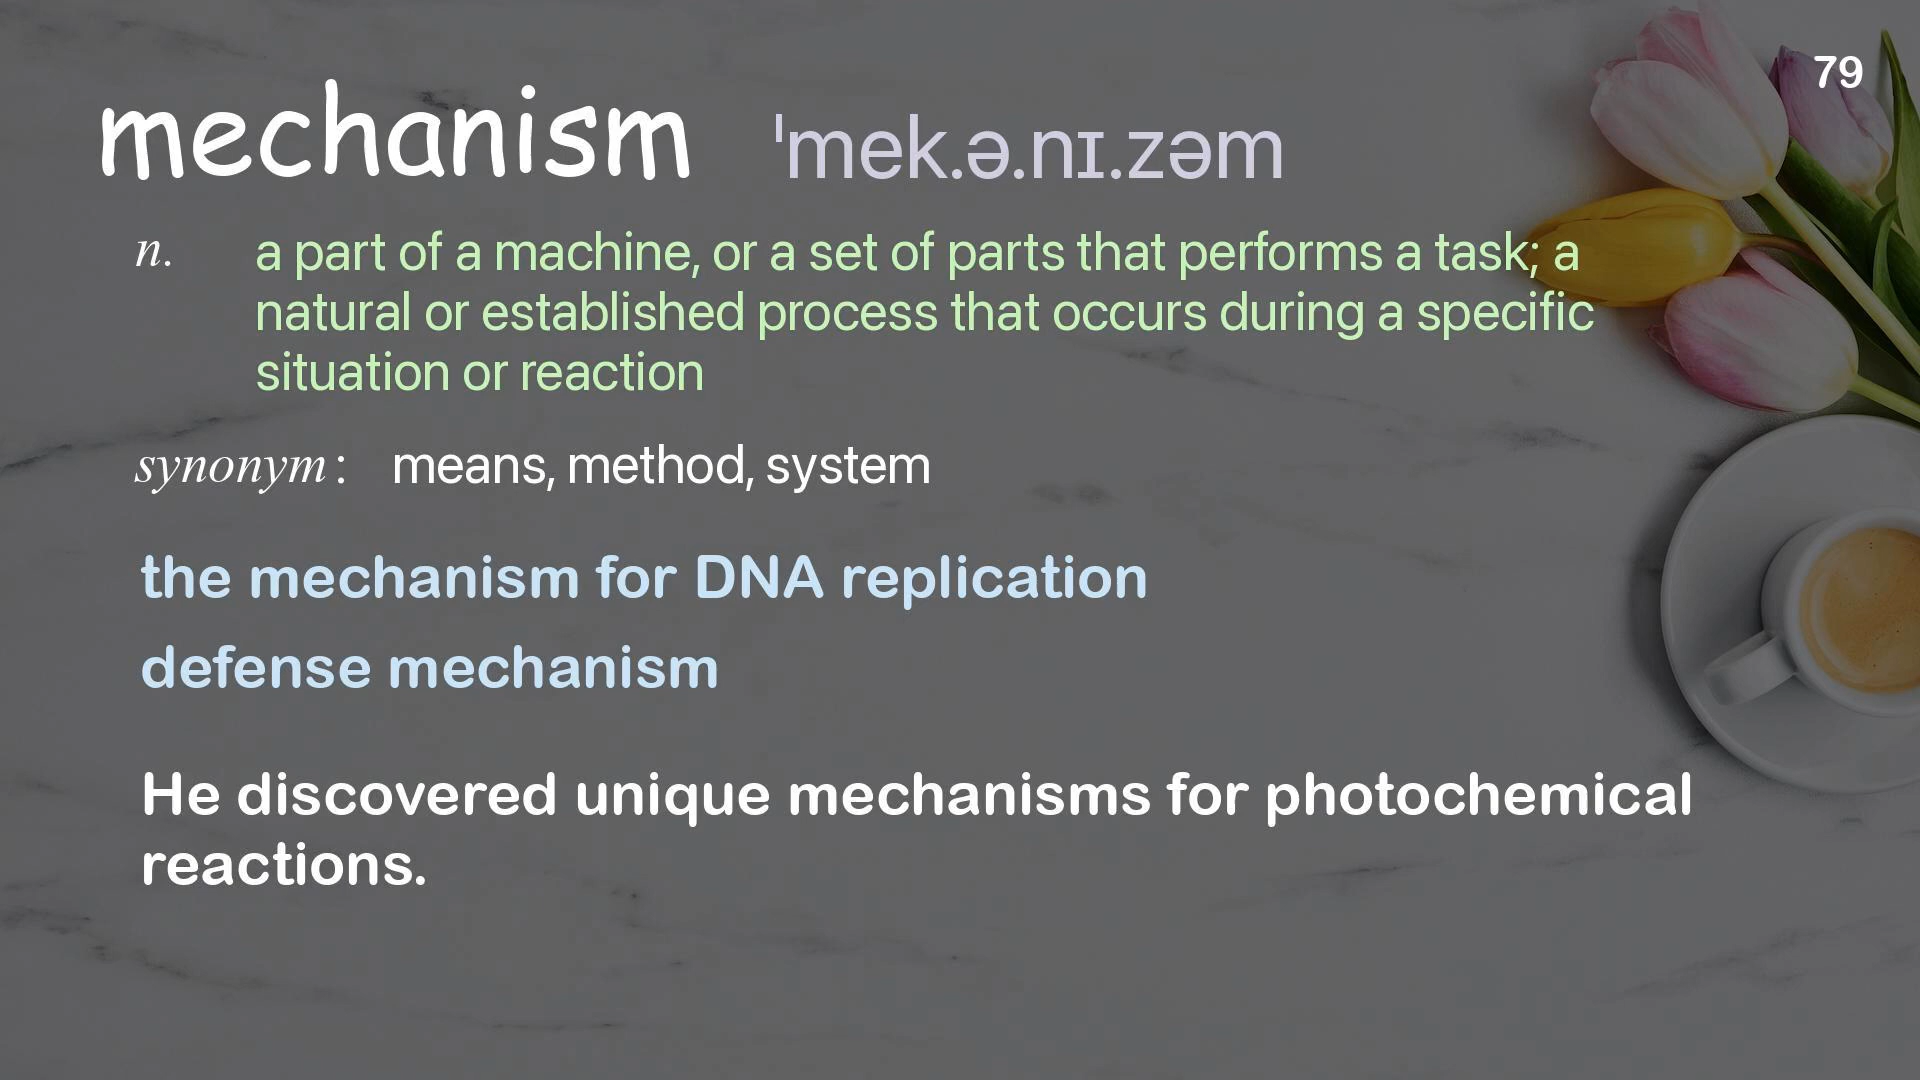 79
mechanism ˈmek.ə.nɪ.zəm
n. a part of a machine, or a set of parts that performs a task; a
natural or established process that occurs during a specific
situation or reaction
synonym : means, method, system
the mechanism for DNA replication
defense mechanism
He discovered unique mechanisms for photochemical
reactions.